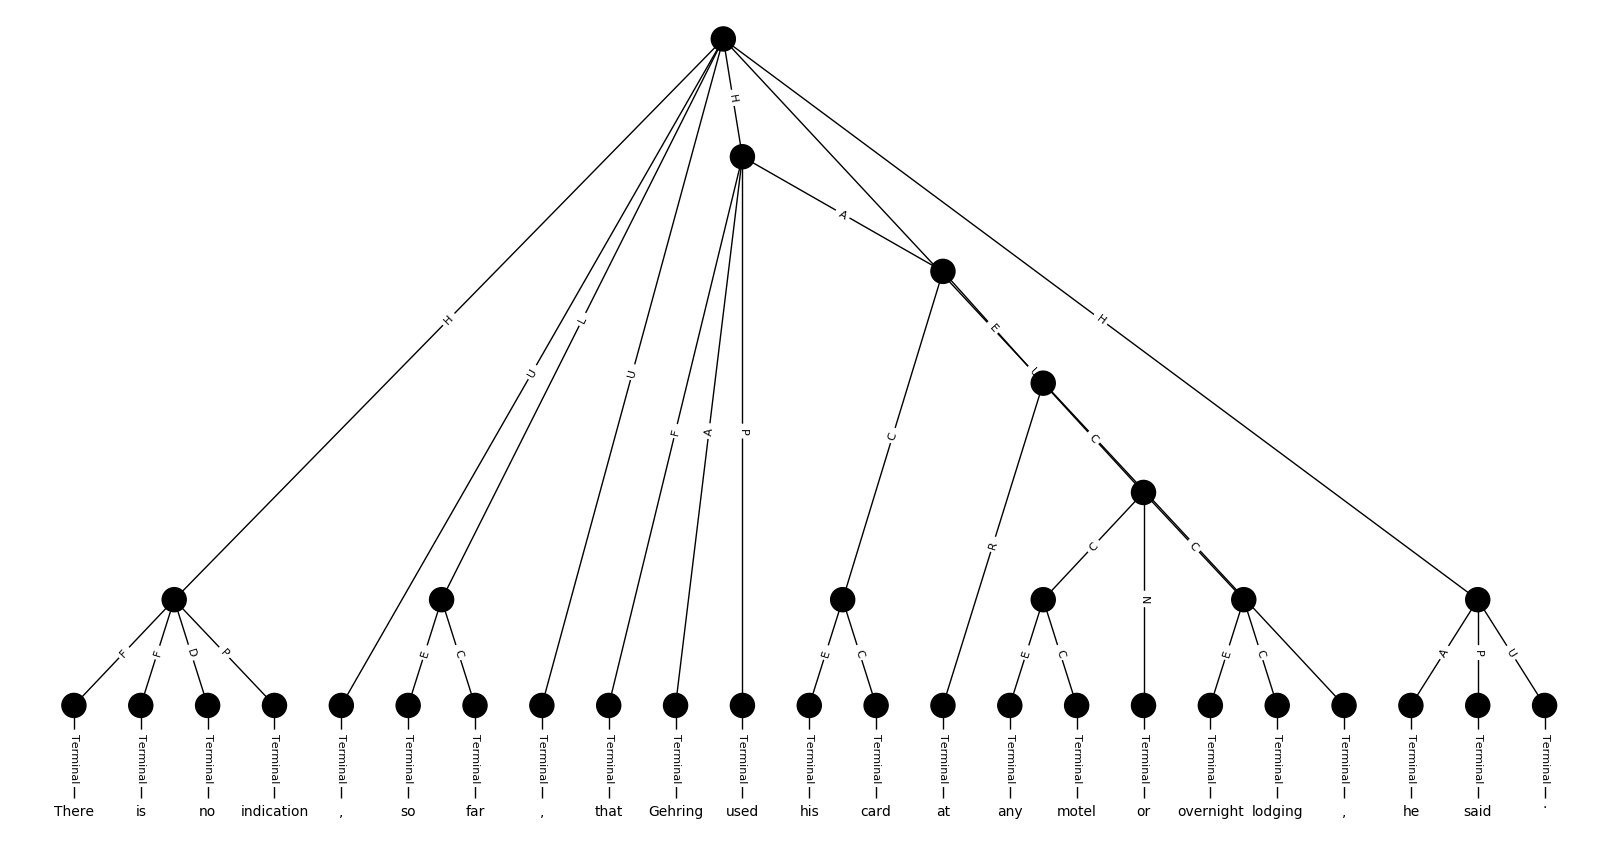 H
A
H
L
H
E
U
U
U
F
A
P
C
C
R
C
C
N
F
F
D
P
E
C
E
C
E
C
E
C
A
P
U
Terminal Terminal Terminal Terminal Terminal Terminal Terminal Terminal Terminal Terminal Terminal Terminal Terminal Terminal Terminal Terminal Terminal Terminal Terminal Terminal Terminal Terminal Terminal
There is no indication , so far , that Gehring used his card at any motel or overnight lodging , he said .